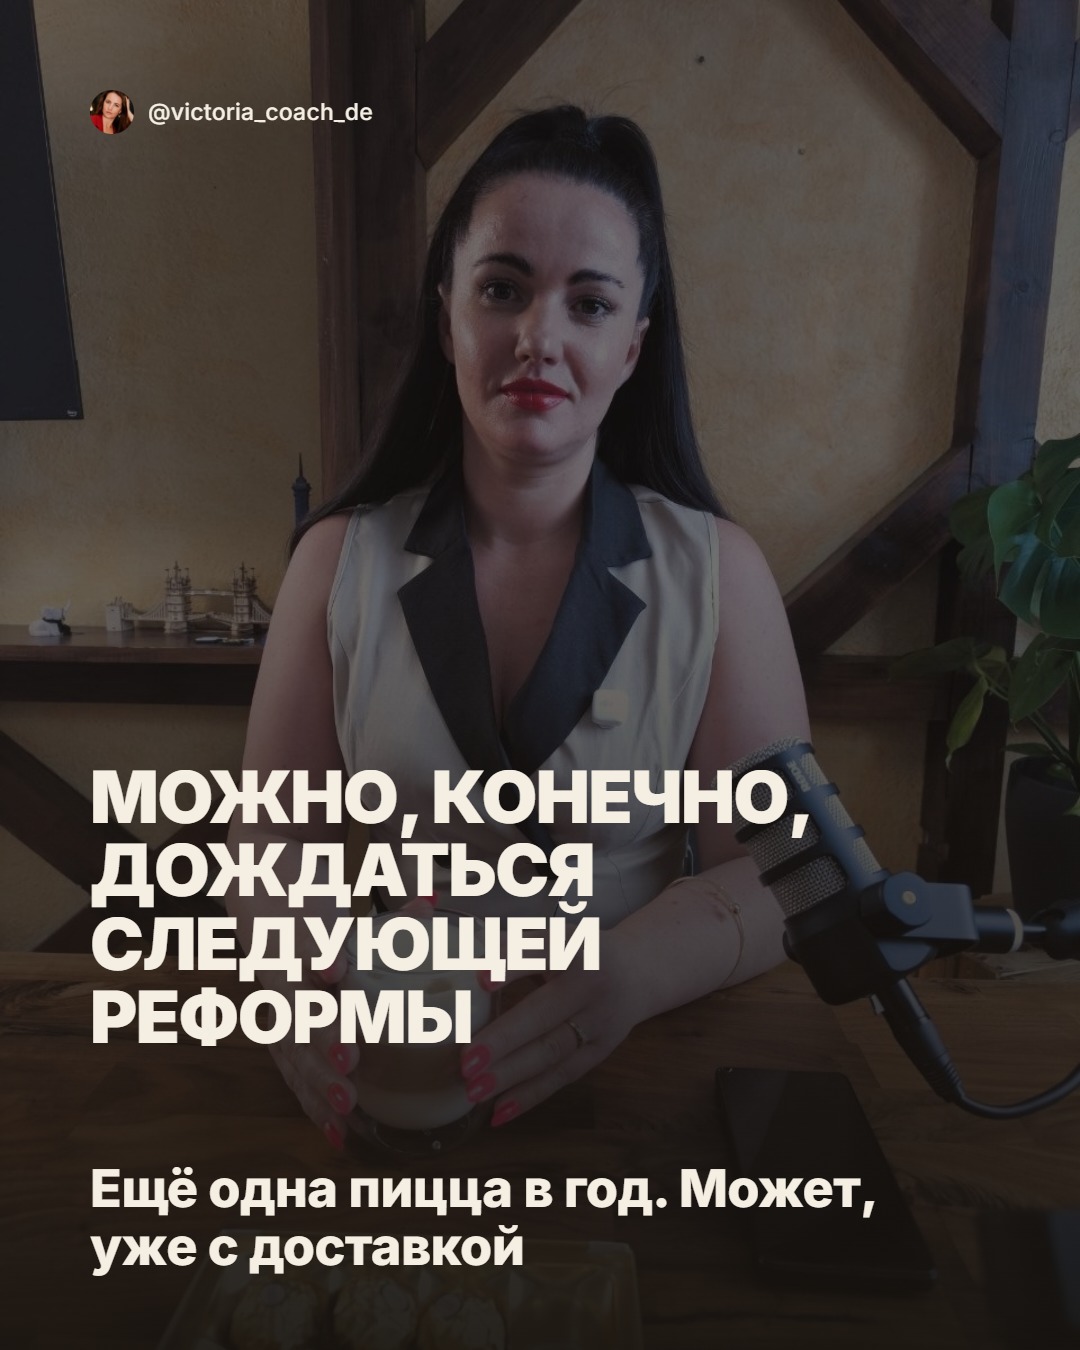 @victoria_coach_de
МОЖНО, КОНЕЧНО,
ДОЖДАТЬСЯ
СЛЕДУЮЩЕЙ
РЕФОРМЫ
Ещё одна пицца в год. Может,
уже с доставкой